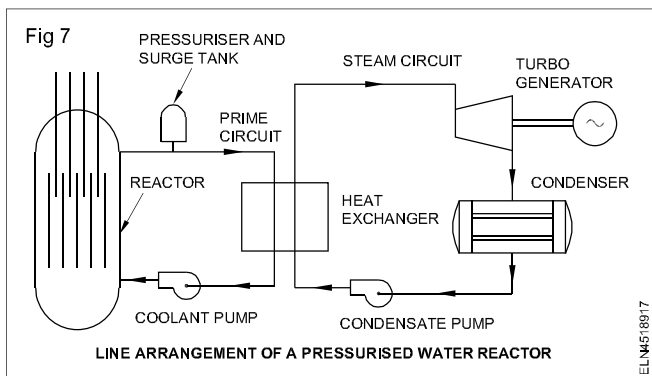 Fig 7
PRESSURISER AND
SURGE TANK
STEAM CIRCUIT
TURBO
GENERATOR
PRIME
CIRCUIT
REACTOR
HEAT
EXCHANGER
CONDENSER
COOLANT PUMP
CONDENSATE PUMP
LINE ARRANGEMENT OF A PRESSURISED WATER REACTOR
ELN4518917